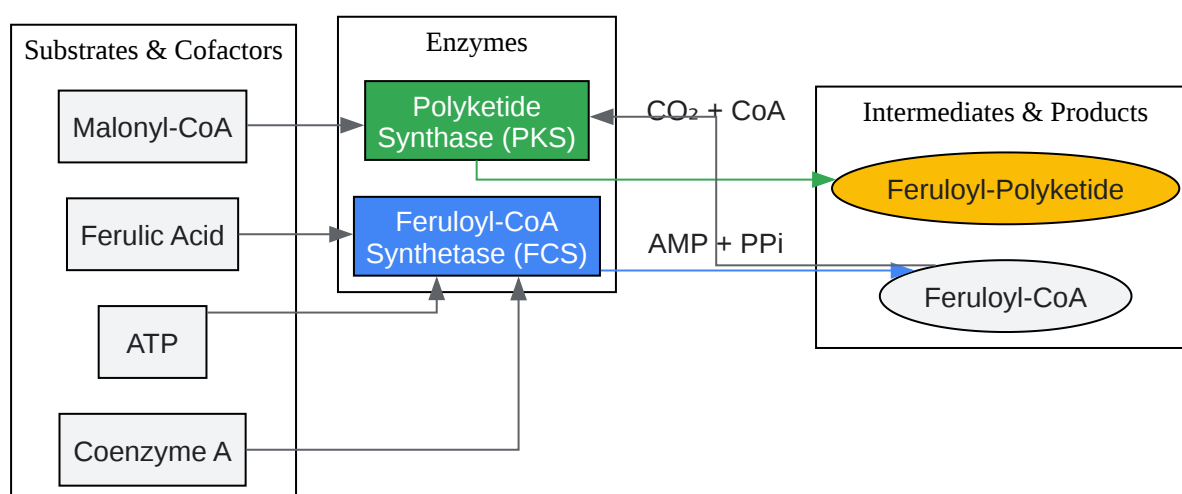 Substrates & Cofactors
Malonyl-CoA
Ferulic Acid
ATP
Coenzyme A
Enzymes
Polyketide
Synthase (PKS)
Feruloyl-CoA
Synthetase (FCS)
CO₂ + CoA
AMP + PPi
Intermediates & Products
Feruloyl-Polyketide
Feruloyl-CoA